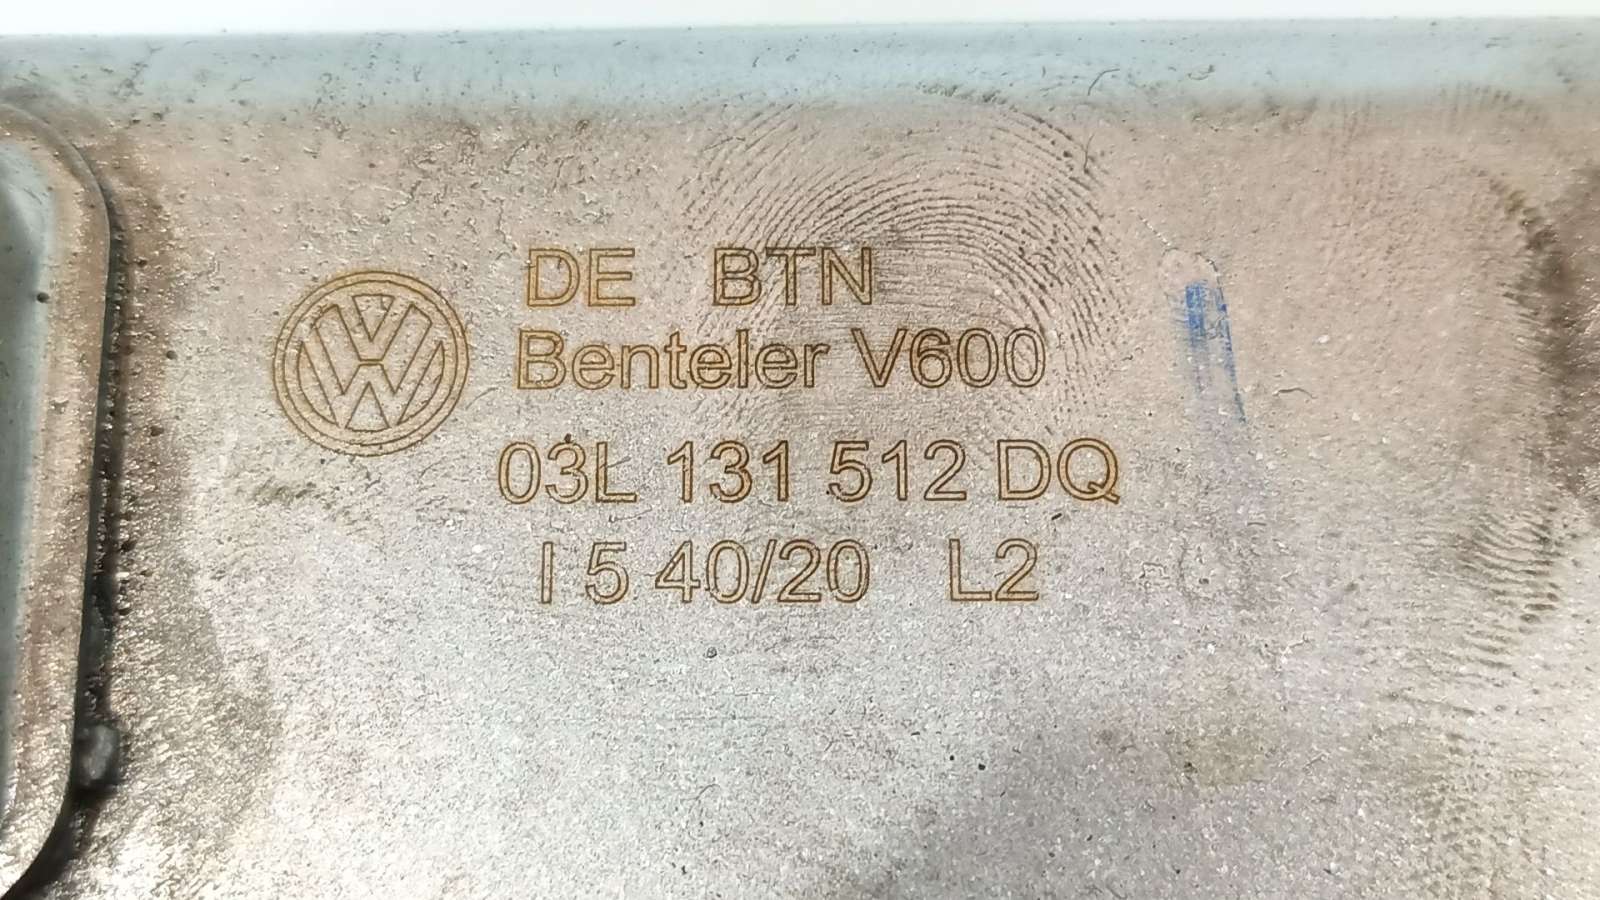 DE BTN
Benteler V600
03L 131 512 DQ
I 5 40/20 L2